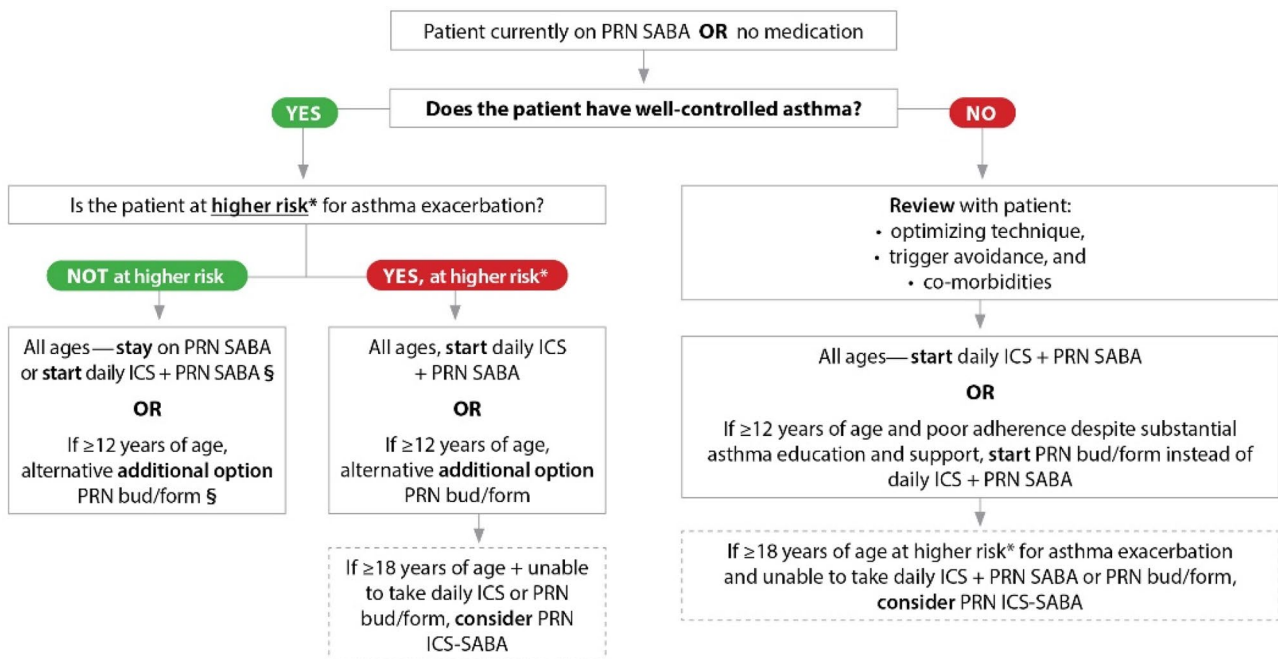 Patient currently on PRN SABA OR no medication
Does the patient have well-controlled asthma?
YES
NO
Is the patient at higher risk* for asthma exacerbation?
NOT at higher risk
YES, at higher risk*
All ages—stay on PRN SABA
or start daily ICS + PRN SABA §
OR
If ≥12 years of age,
alternative additional option
PRN bud/form §
All ages, start daily ICS
+ PRN SABA
OR
If ≥12 years of age,
alternative additional option
PRN bud/form
If ≥18 years of age + unable
to take daily ICS or PRN
bud/form, consider PRN
ICS-SABA
Review with patient:
• optimizing technique,
• trigger avoidance, and
• co-morbidities
All ages—start daily ICS + PRN SABA
OR
If ≥12 years of age and poor adherence despite substantial
asthma education and support, start PRN bud/form instead of
daily ICS + PRN SABA
If ≥18 years of age at higher risk* for asthma exacerbation
and unable to take daily ICS + PRN SABA or PRN bud/form,
consider PRN ICS-SABA